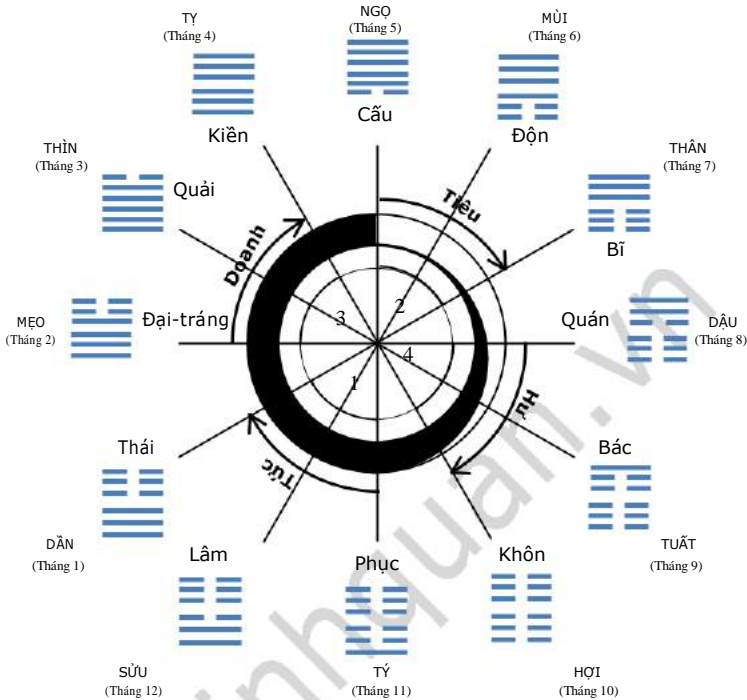 NGỌ
(Tháng 5)
Cấu
MÙI
(Tháng 6)
Độn
THÂN
(Tháng 7)
Bĩ
DẬU
(Tháng 8)
Quán
Bác
TUẤT
(Tháng 9)
Khôn
HỢI
(Tháng 10)
Phục
TÝ
(Tháng 11)
Lâm
SỬU
(Tháng 12)
Thái
DẦN
(Tháng 1)
MẸO
(Tháng 2)
Đại-tráng
THÌN
(Tháng 3)
Quải
TỴ
(Tháng 4)
Kiền
Tiêu
Hư
Tức
Doanh
2
4
1
3
inhquan.vn